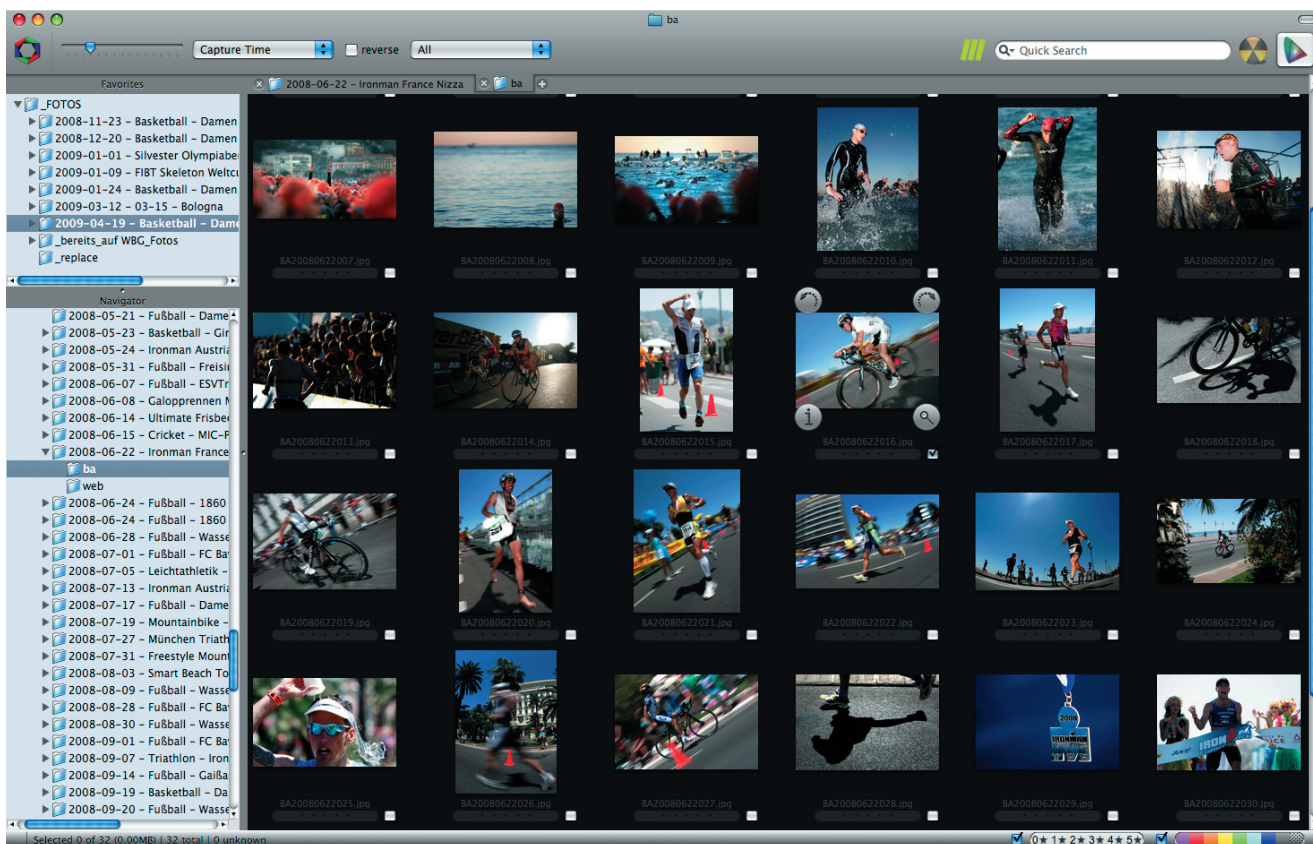 ba
Capture Time
reverse
All
Quick Search
Favorites
2008-06-22 – Ironman France Nizza
ba
_FOTOS
2008-11-23 – Basketball – Damen
2008-12-20 – Basketball – Damen
2009-01-01 – Silvester Olympiabe
2009-01-09 – FIBT Skeleton Weltcu
2009-01-24 – Basketball – Damen
2009-03-12 – 03-15 – Bologna
2009-04-19 – Basketball – Dame
_bereits_auf WBG_Fotos
_replace
Navigator
2008-05-21 – Fußball – Dame
2008-05-23 – Basketball – Gir
2008-05-24 – Ironman Austria
2008-05-31 – Fußball – Freisin
2008-06-07 – Fußball – ESVTr
2008-06-08 – Galopprennen M
2008-06-14 – Ultimate Frisbee
2008-06-15 – Cricket – MIC-P
2008-06-22 – Ironman France
ba
web
2008-06-24 – Fußball – 1860
2008-06-24 – Fußball – 1860
2008-06-28 – Fußball – Wasse
2008-07-01 – Fußball – FC Ba
2008-07-05 – Leichtathletik –
2008-07-13 – Ironman Austria
2008-07-17 – Fußball – Dame
2008-07-19 – Mountainbike –
2008-07-27 – München Triath
2008-07-31 – Freestyle Mount
2008-08-03 – Smart Beach To
2008-08-09 – Fußball – Wasse
2008-08-28 – Fußball – FC Ba
2008-08-30 – Fußball – Wasse
2008-09-01 – Fußball – FC Ba
2008-09-07 – Triathlon – Iron
2008-09-14 – Fußball – Gaißa
2008-09-19 – Basketball – Da
2008-09-20 – Fußball – Wasse
BA20080622007.jpg
BA20080622008.jpg
BA20080622009.jpg
BA20080622010.jpg
BA20080622011.jpg
BA20080622012.jpg
BA20080622013.jpg
BA20080622014.jpg
BA20080622015.jpg
BA20080622016.jpg
BA20080622017.jpg
BA20080622018.jpg
BA20080622019.jpg
BA20080622020.jpg
BA20080622021.jpg
BA20080622022.jpg
BA20080622023.jpg
BA20080622024.jpg
2008
IRONMAN
IRON
ICE
BA20080622025.jpg
BA20080622026.jpg
BA20080622027.jpg
BA20080622028.jpg
BA20080622029.jpg
BA20080622030.jpg
Selected 0 of 32 (0.00MB) | 32 total | 0 unknown
0★ 1★ 2★ 3★ 4★ 5★